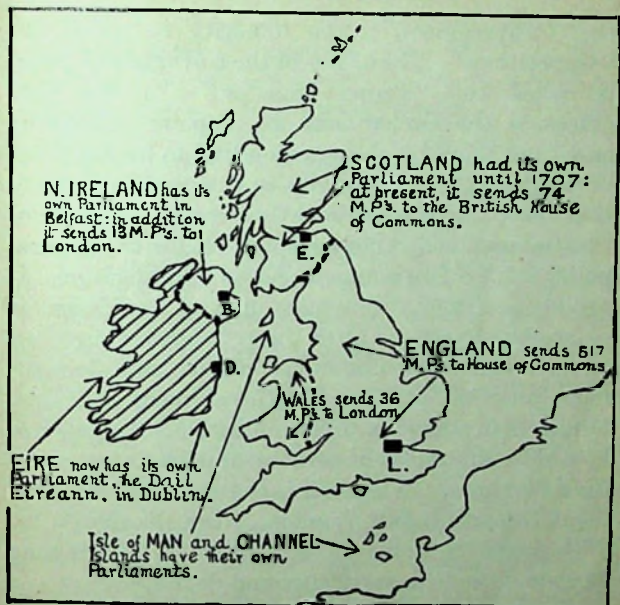 SCOTLAND had its own
Parliament until 1707:
at present, it sends 74
M.P's. to the British House
of Commons.
N. IRELAND has its
own Parliament in
Belfast: in addition
it sends 13 M.P's. to
London.
E.
B.
D.
ENGLAND sends 517
M.Ps. to House of Commons
WALES sends 36
M.P's. to London
L.
EIRE now has its own
Parliament, the Dail
Eireann, in Dublin.
Isle of MAN and CHANNEL
Islands have their own
Parliaments.